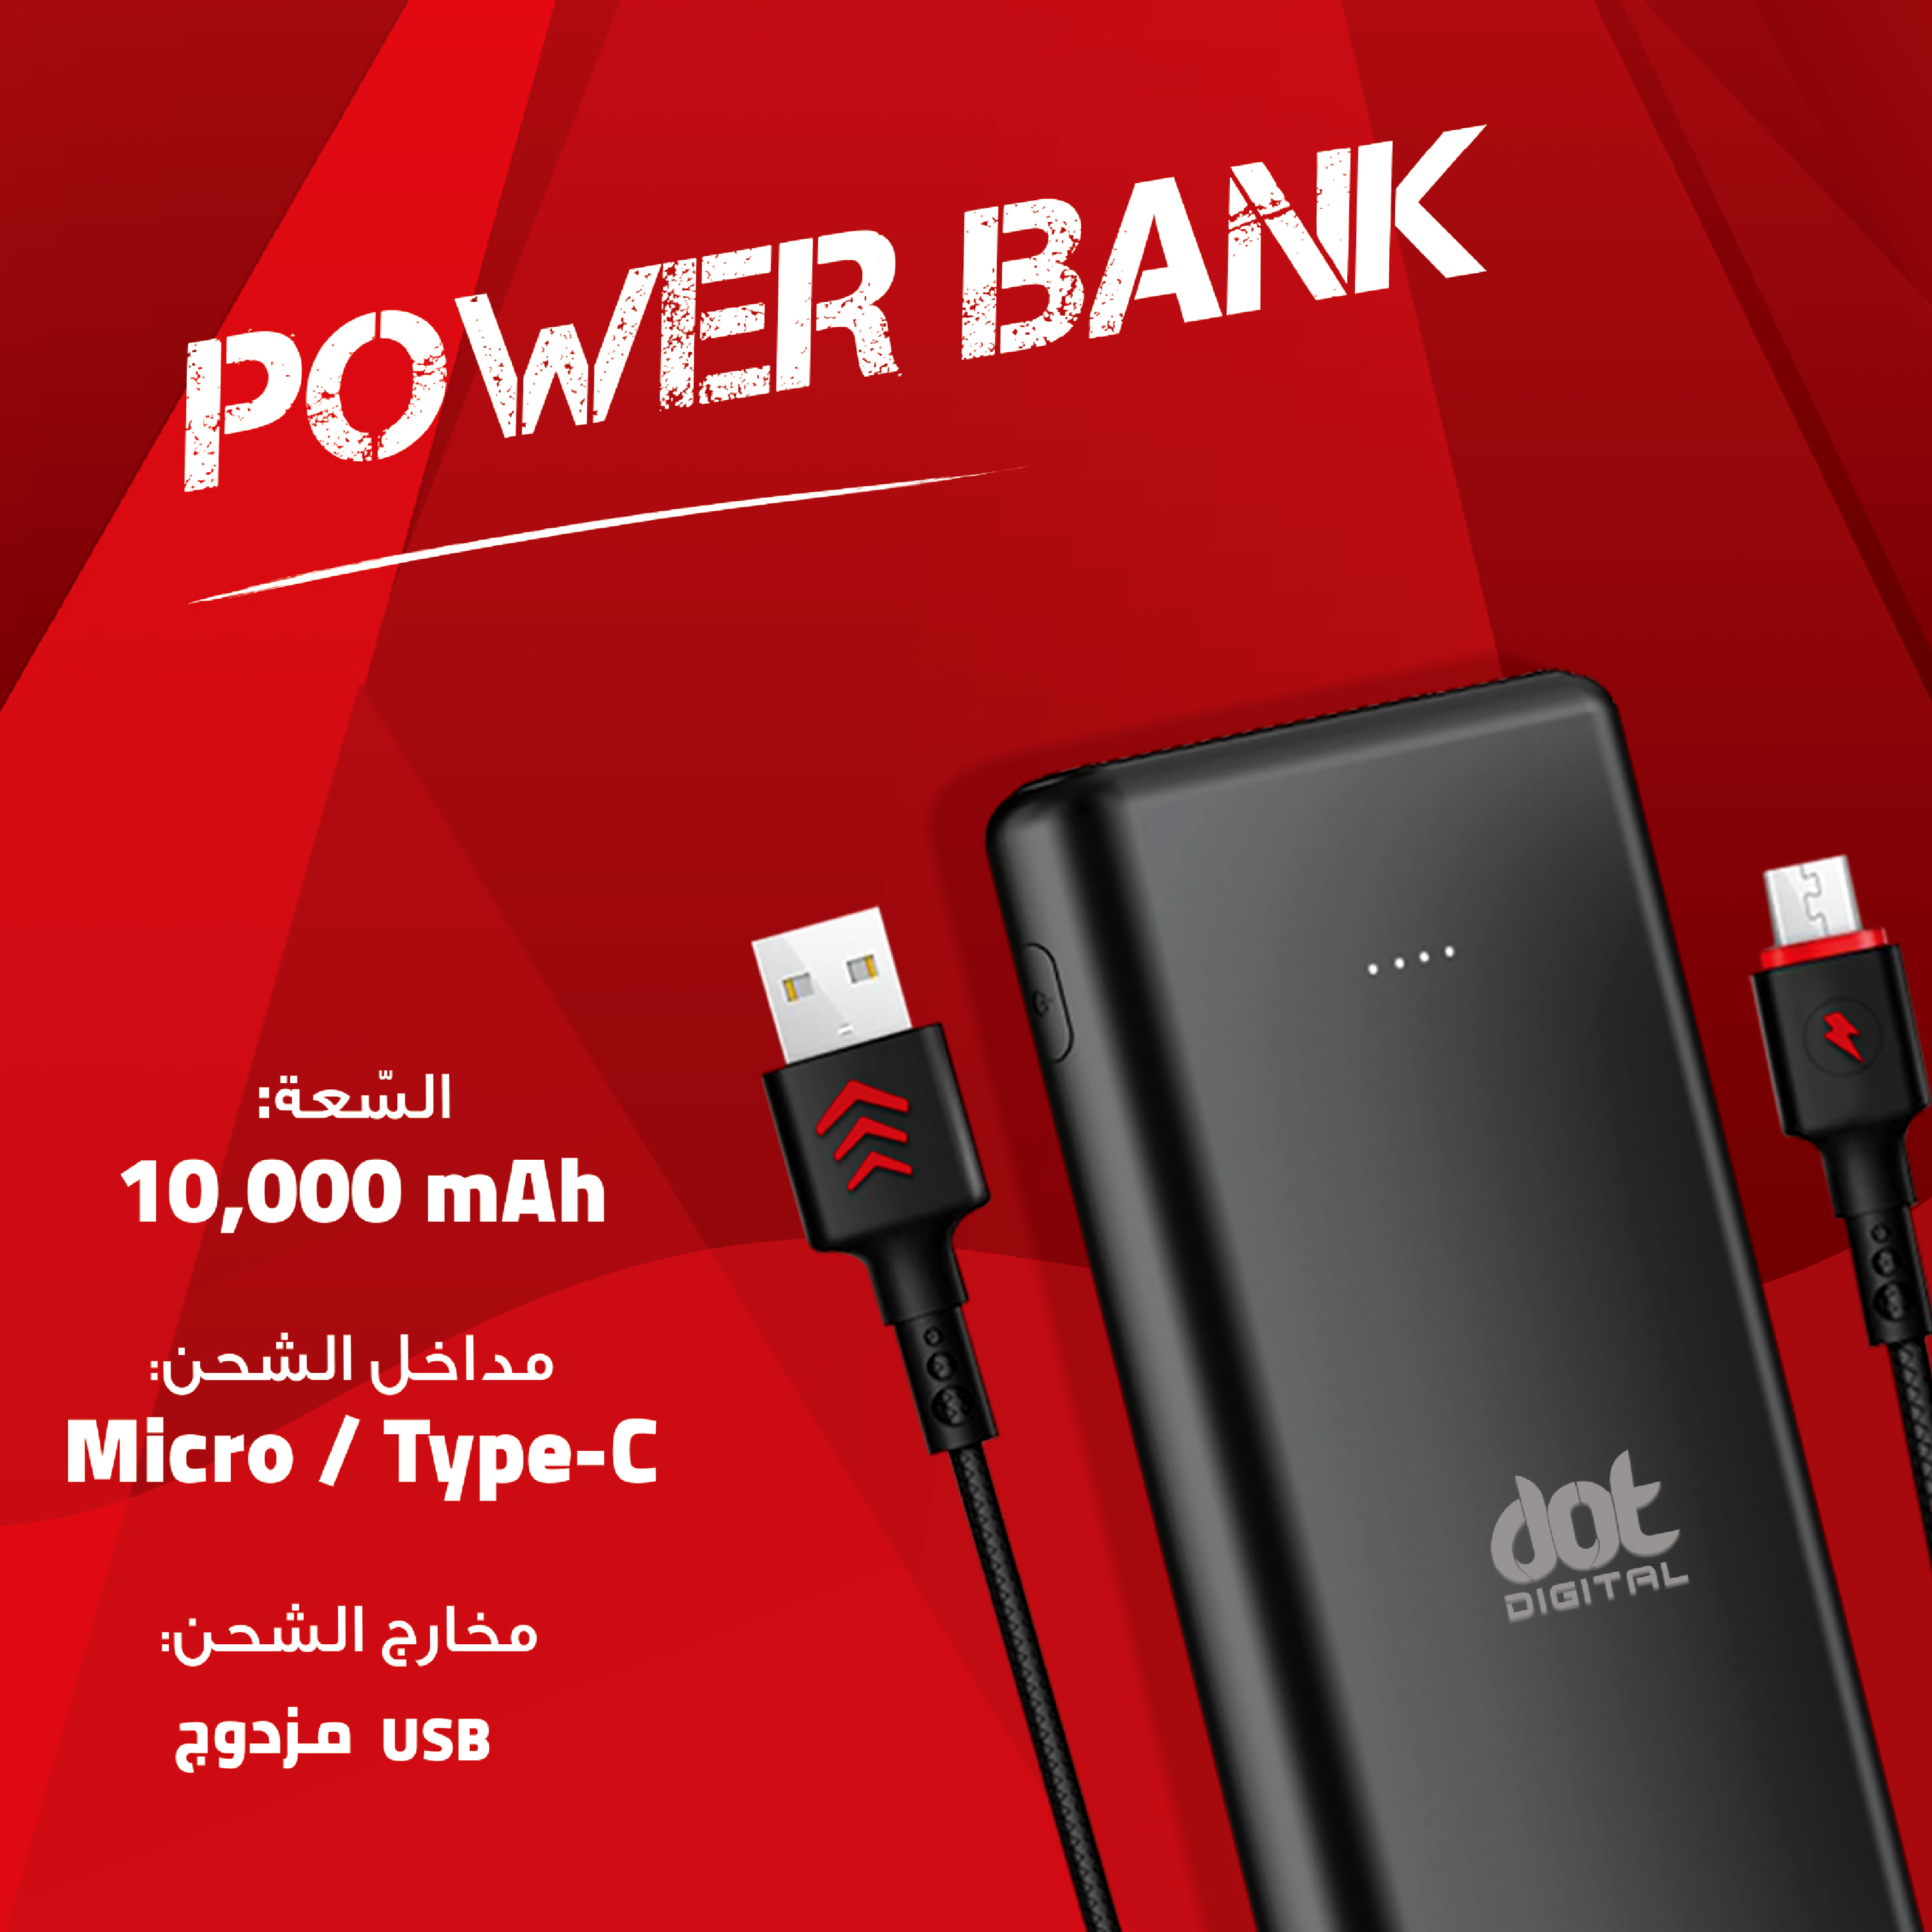 POWER BANK
السّعة:
10,000 mAh
مداخل الشحن:
Micro / Type-C
مخارج الشحن:
USB مزدوج
dot
DIGITAL